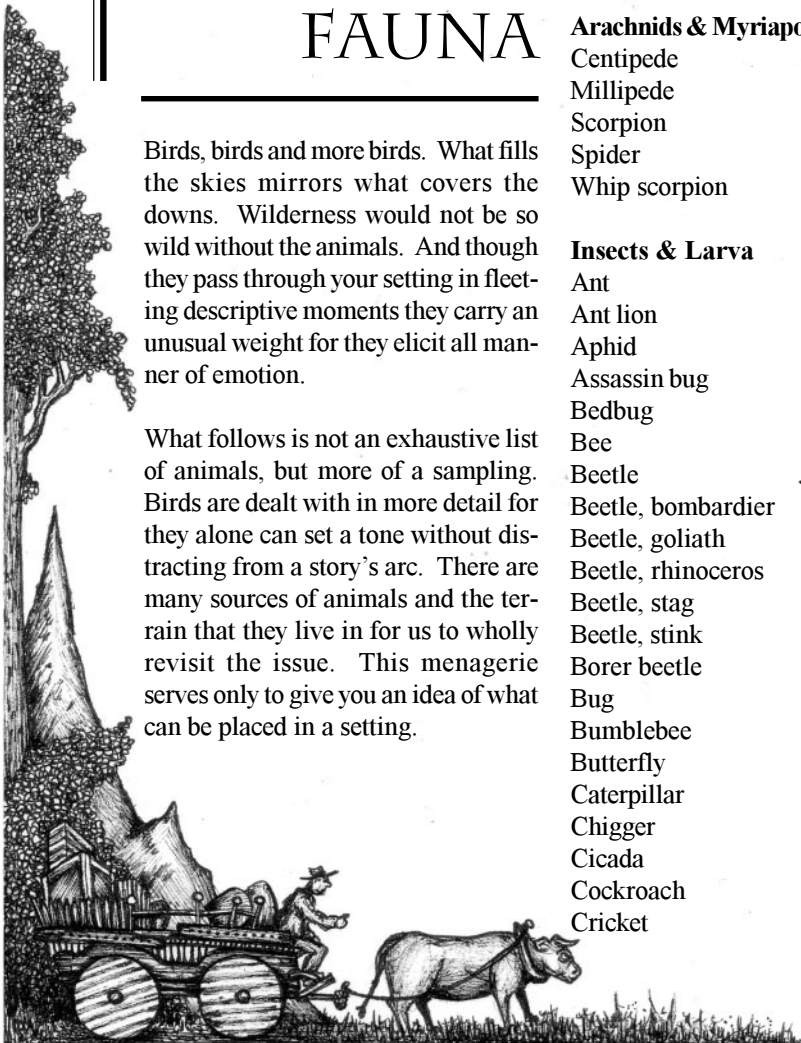 FAUNA
Birds, birds and more birds. What fills
the skies mirrors what covers the
downs. Wilderness would not be so
wild without the animals. And though
they pass through your setting in fleet-
ing descriptive moments they carry an
unusual weight for they elicit all man-
ner of emotion.
What follows is not an exhaustive list
of animals, but more of a sampling.
Birds are dealt with in more detail for
they alone can set a tone without dis-
tracting from a story's arc. There are
many sources of animals and the ter-
rain that they live in for us to wholly
revisit the issue. This menagerie
serves only to give you an idea of what
can be placed in a setting.
Arachnids & Myriapo
Centipede
Millipede
Scorpion
Spider
Whip scorpion
Insects & Larva
Ant
Ant lion
Aphid
Assassin bug
Bedbug
Bee
Beetle
Beetle, bombardier
Beetle, goliath
Beetle, rhinoceros
Beetle, stag
Beetle, stink
Borer beetle
Bug
Bumblebee
Butterfly
Caterpillar
Chigger
Cicada
Cockroach
Cricket